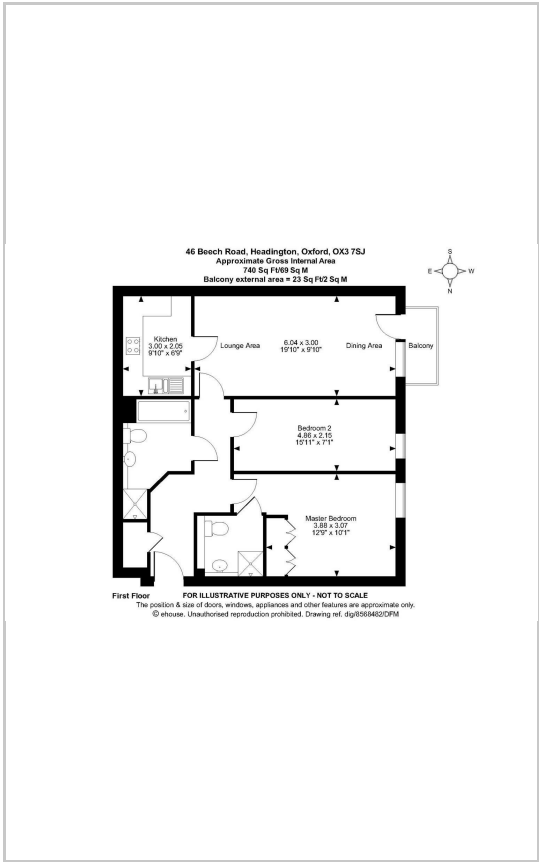 46 Beech Road, Headington, Oxford, OX3 7SJ
Approximate Gross Internal Area
740 Sq Ft/69 Sq M
Balcony external area = 23 Sq Ft/2 Sq M
S
E
W
N
Kitchen
3.00 x 2.05
9'10" x 6'9"
Lounge Area
6.04 x 3.00
19'10" x 9'10"
Dining Area
Balcony
Bedroom 2
4.86 x 2.15
15'11" x 7'1"
Master Bedroom
3.88 x 3.07
12'9" x 10'1"
First Floor
FOR ILLUSTRATIVE PURPOSES ONLY - NOT TO SCALE
The position & size of doors, windows, appliances and other features are approximate only.
© ehouse. Unauthorised reproduction prohibited. Drawing ref. dig/8568482/DFM